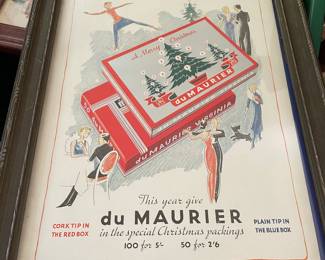 A Merry Christmas
du MAURIER
du MAURIER VIRGINIA
This year give
du MAURIER
in the special Christmas packings
100 for 5/- 50 for 2'6
CORK TIP IN
THE RED BOX
PLAIN TIP IN
THE BLUE BOX